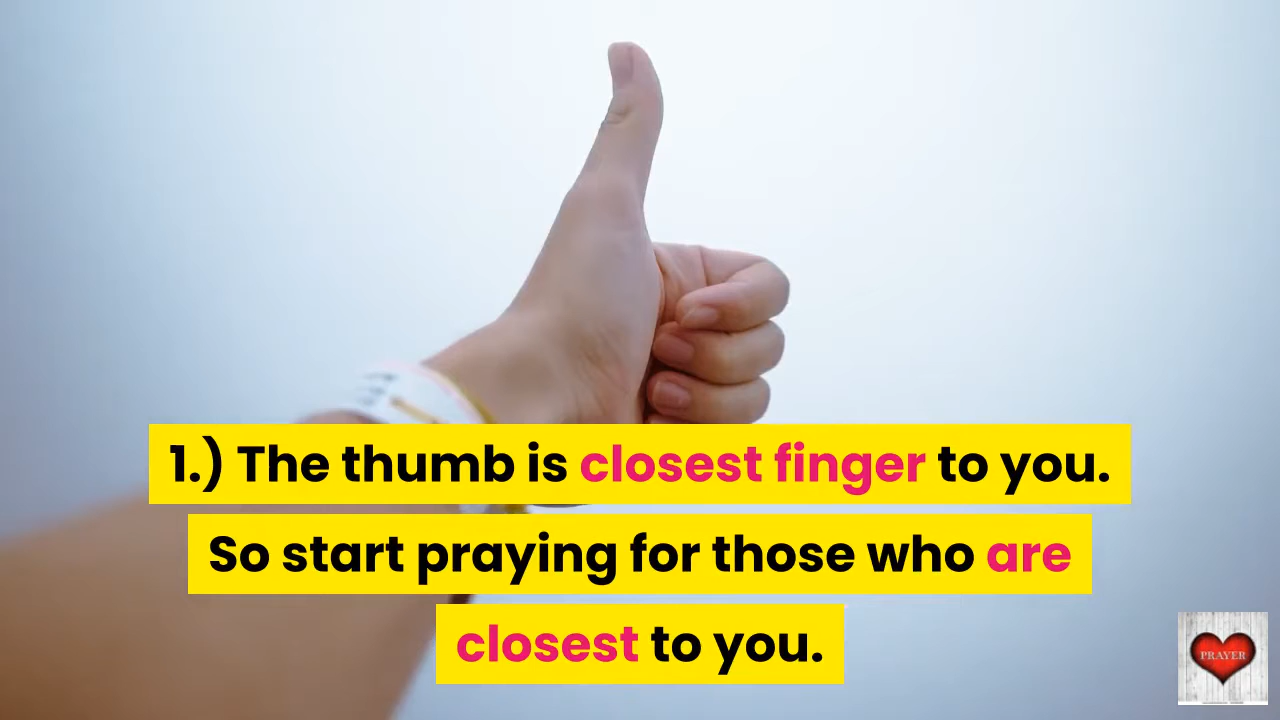 1.) The thumb is closest finger to you.
So start praying for those who are
closest to you.
PRAYER